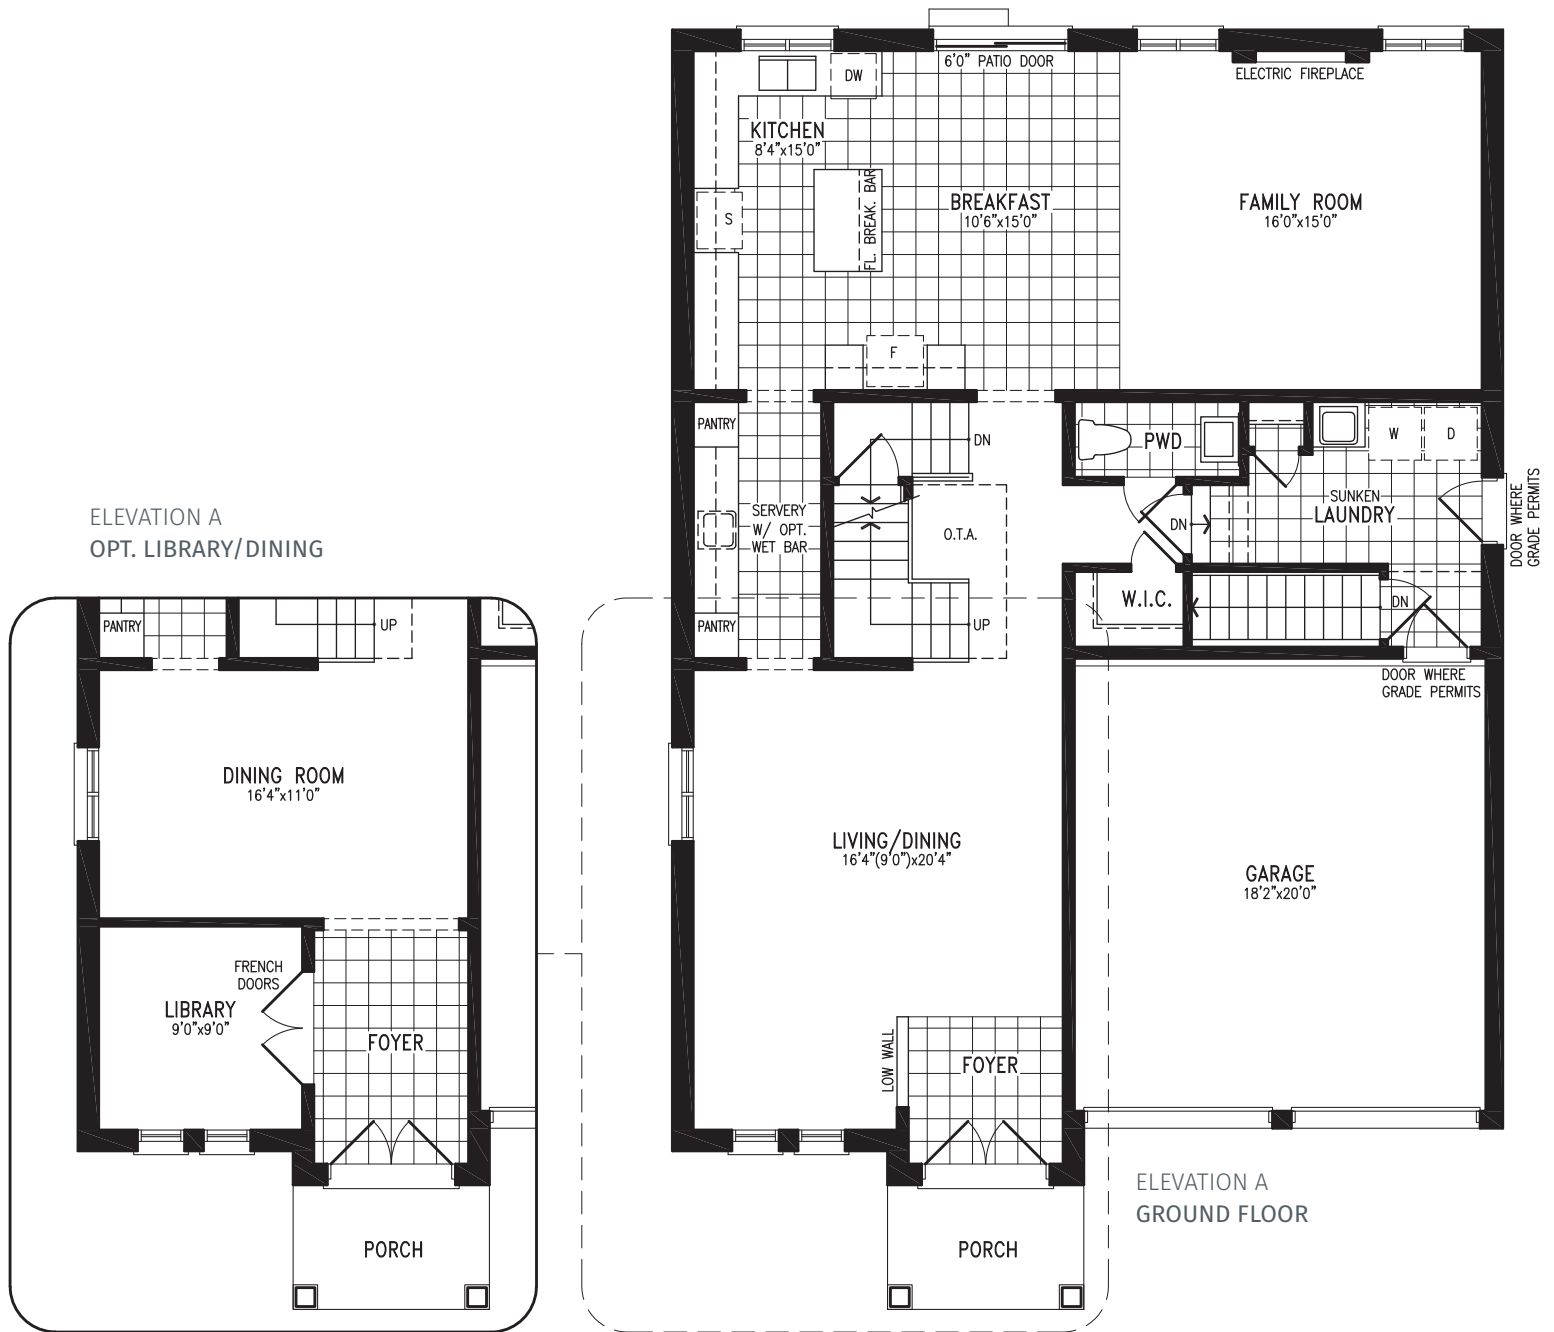 6'0" PATIO DOOR
ELECTRIC FIREPLACE
DW
KITCHEN
8'4"x15'0"
S
FL. BREAK. BAR
BREAKFAST
10'6"x15'0"
FAMILY ROOM
16'0"x15'0"
F
PANTRY
DN
PWD
W
D
SERVERY
W/ OPT.
WET BAR
O.T.A.
DN
SUNKEN
LAUNDRY
DOOR WHERE
GRADE PERMITS
W.I.C.
DN
PANTRY
UP
DOOR WHERE
GRADE PERMITS
LIVING/DINING
16'4"(9'0")x20'4"
GARAGE
18'2"x20'0"
LOW WALL
FOYER
PORCH
ELEVATION A
GROUND FLOOR
ELEVATION A
OPT. LIBRARY/DINING
PANTRY
UP
DINING ROOM
16'4"x11'0"
FRENCH
DOORS
LIBRARY
9'0"x9'0"
FOYER
PORCH